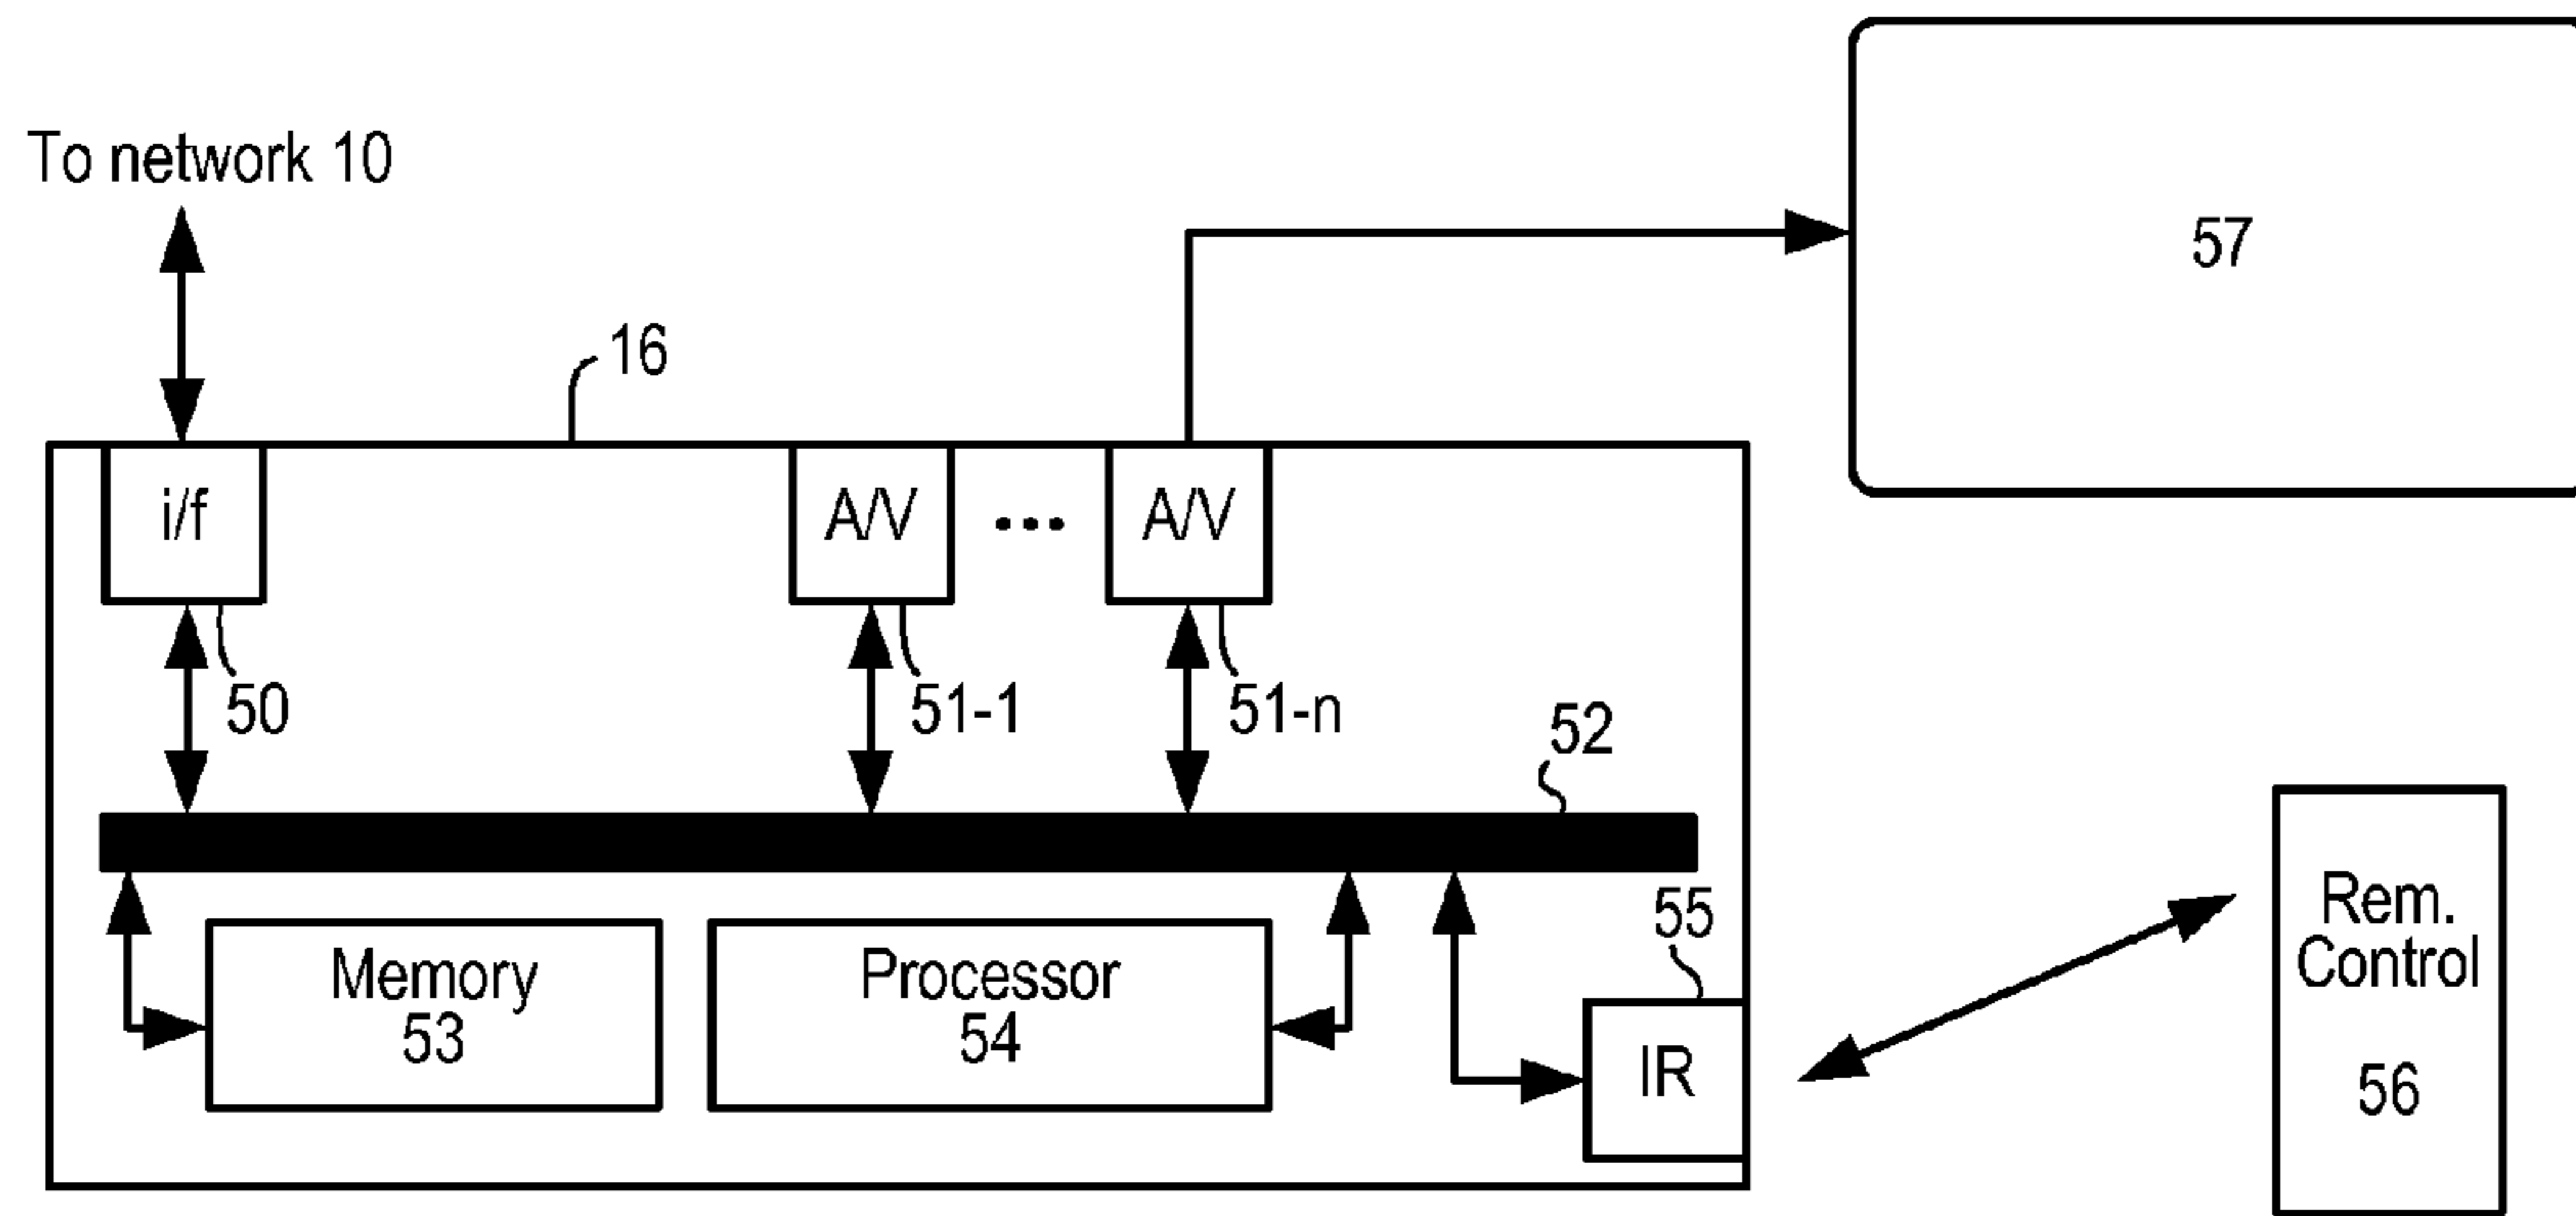 To network 10
57
16
i/f
A/V
...
A/V
50
51-1
51-n
52
55
Memory
53
Processor
54
IR
Rem.
Control
56